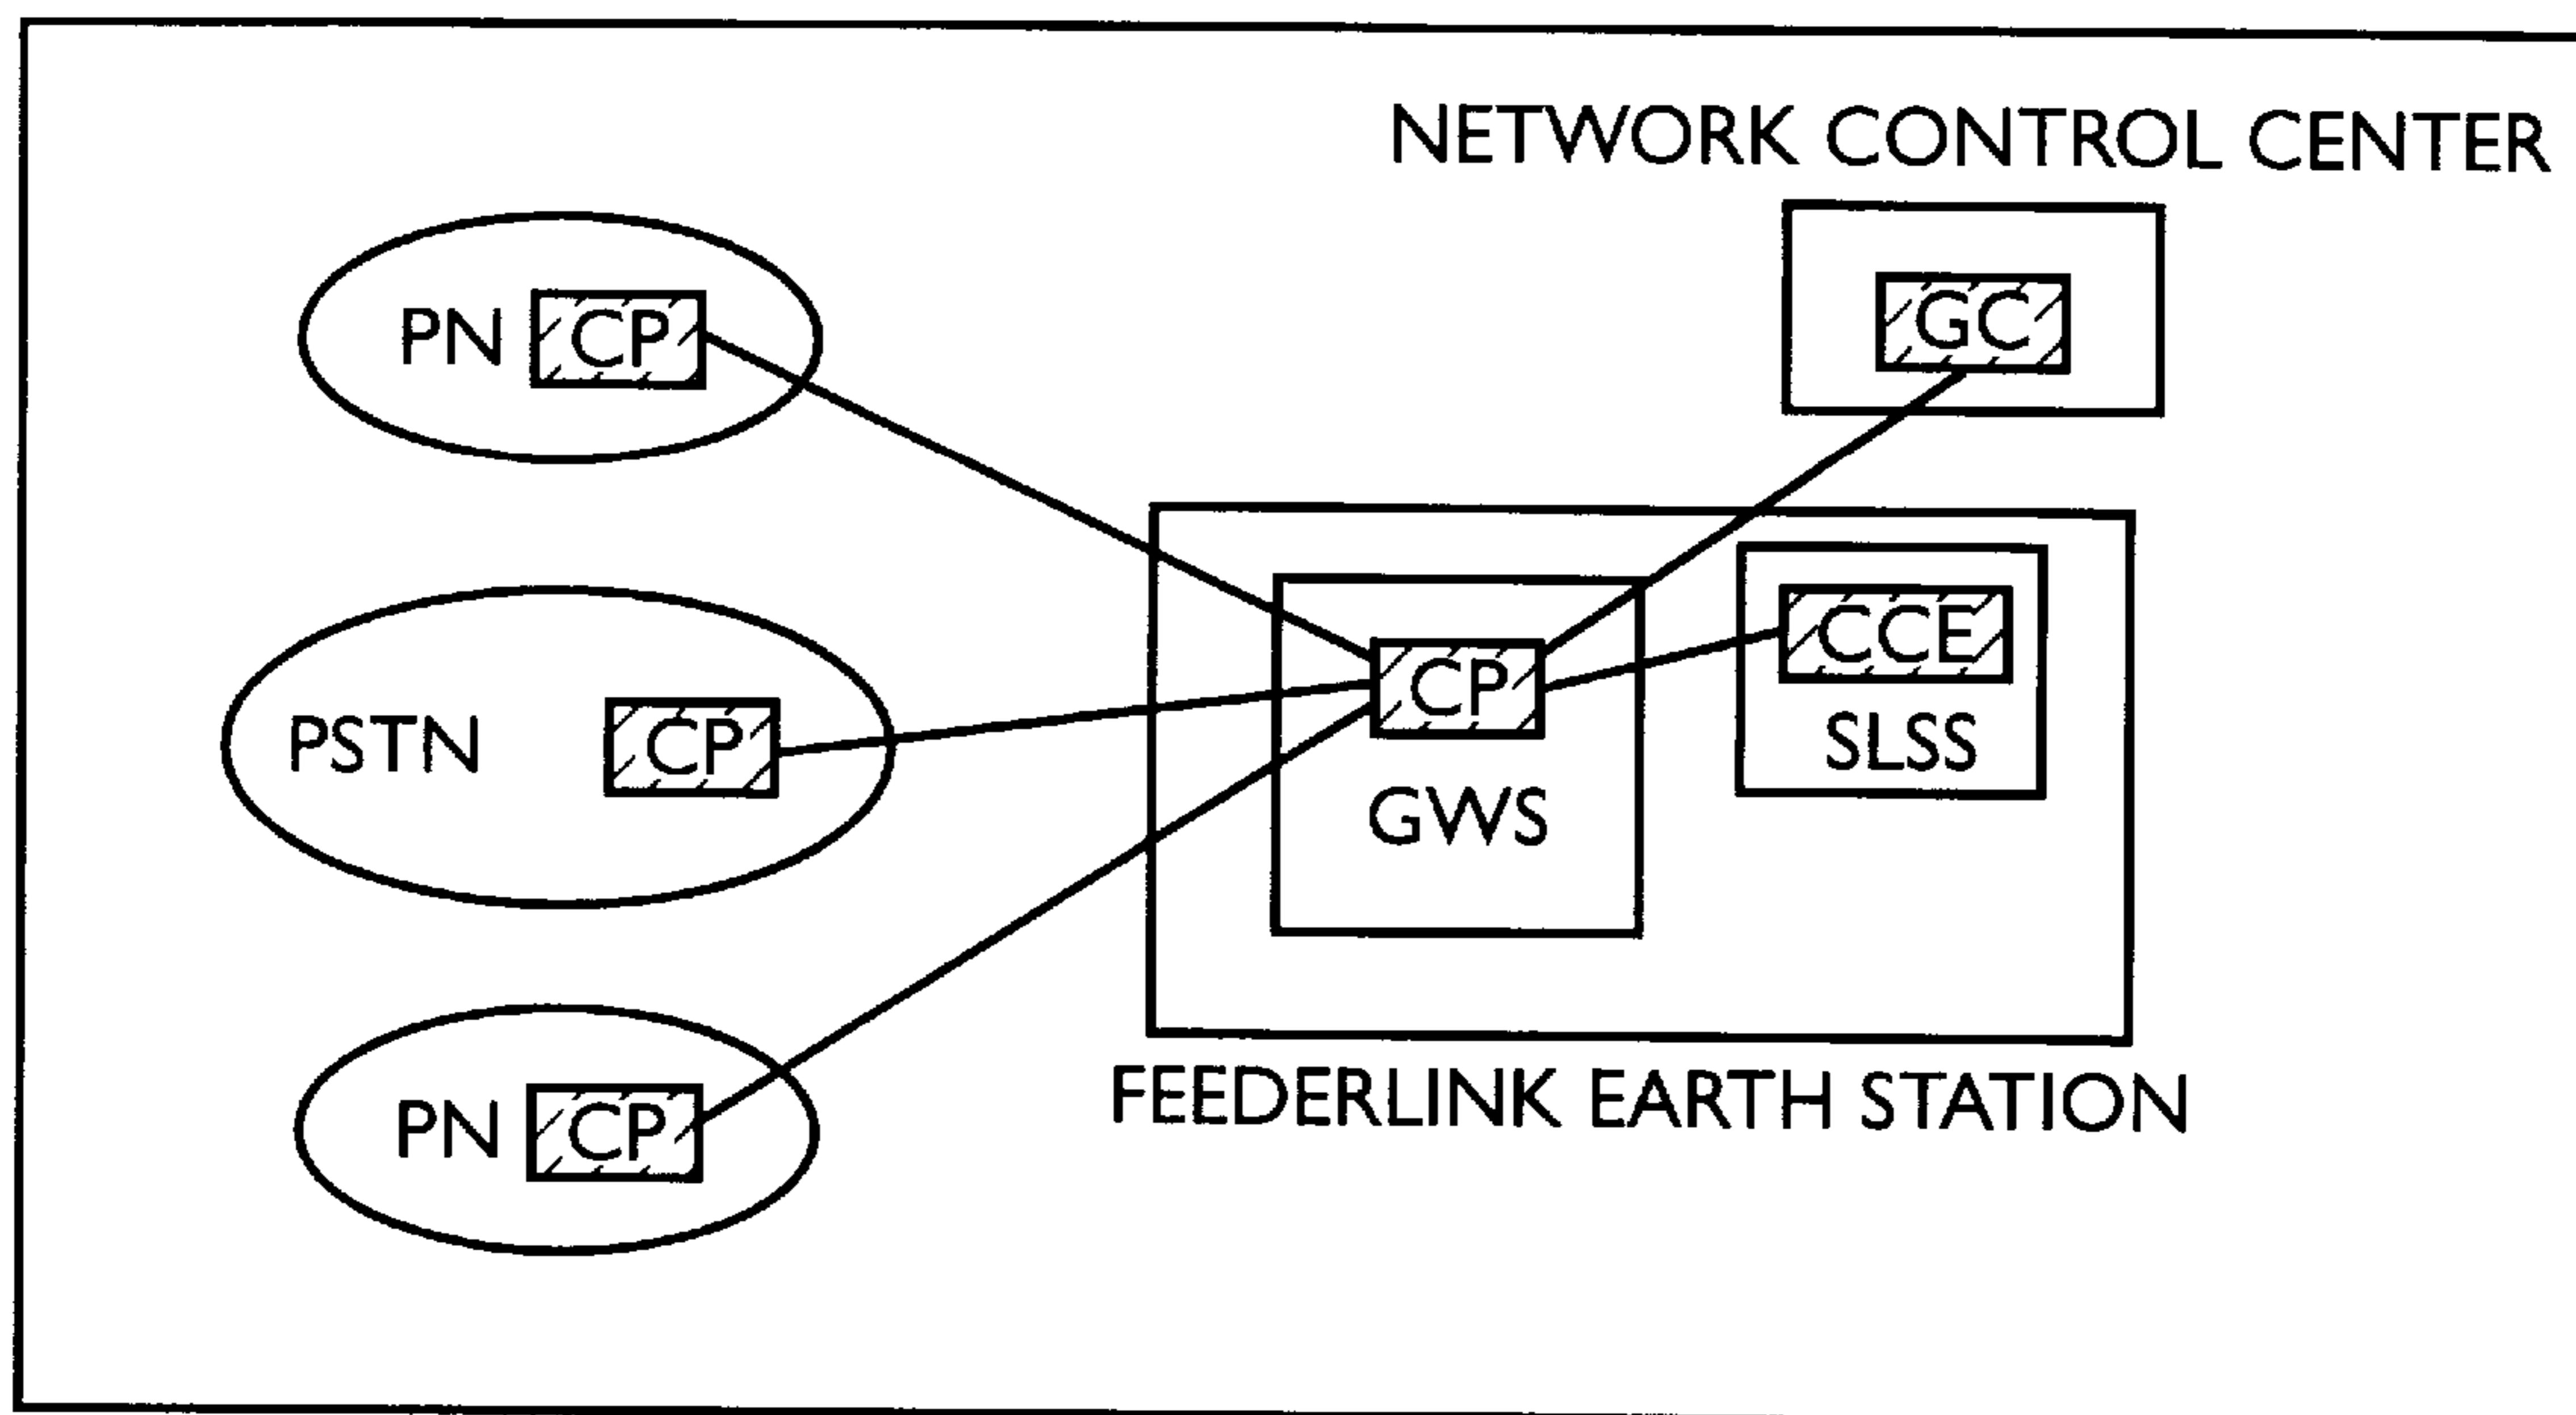 NETWORK CONTROL CENTER
PN CP
GC
PSTN CP
CP
GWS
CCE
SLSS
PN CP
FEEDERLINK EARTH STATION